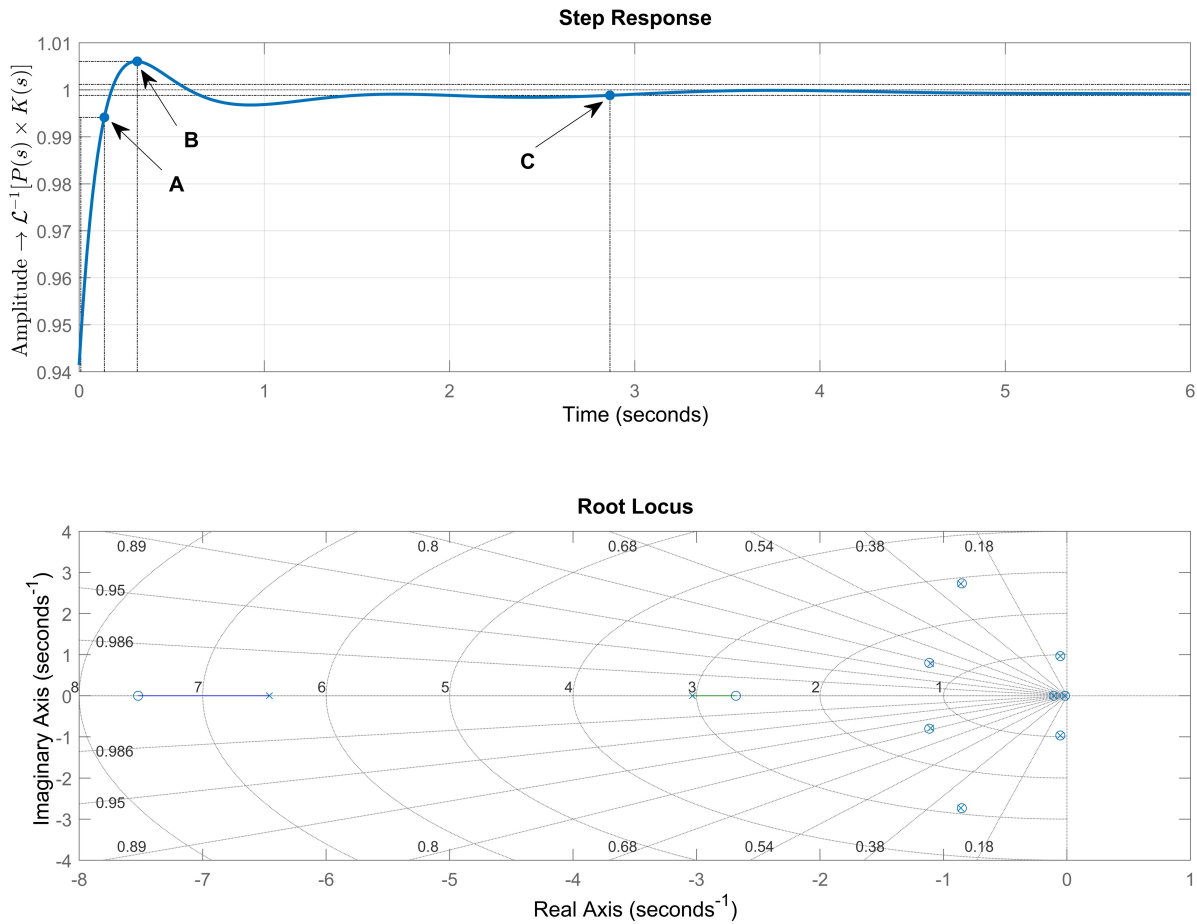 Step Response
Amplitude → ℒ⁻¹[P(s) × K(s)]
1.01
1
0.99
0.98
0.97
0.96
0.95
0.94
B
A
C
0 1 2 3 4 5 6
Time (seconds)
Root Locus
Imaginary Axis (seconds⁻¹)
4
3
2
1
0
-1
-2
-3
-4
0.89 0.8 0.68 0.54 0.38 0.18
0.95
0.986
8 7 6 5 4 3 2 1
0.986
0.95
0.89 0.8 0.68 0.54 0.38 0.18
-8 -7 -6 -5 -4 -3 -2 -1 0 1
Real Axis (seconds⁻¹)